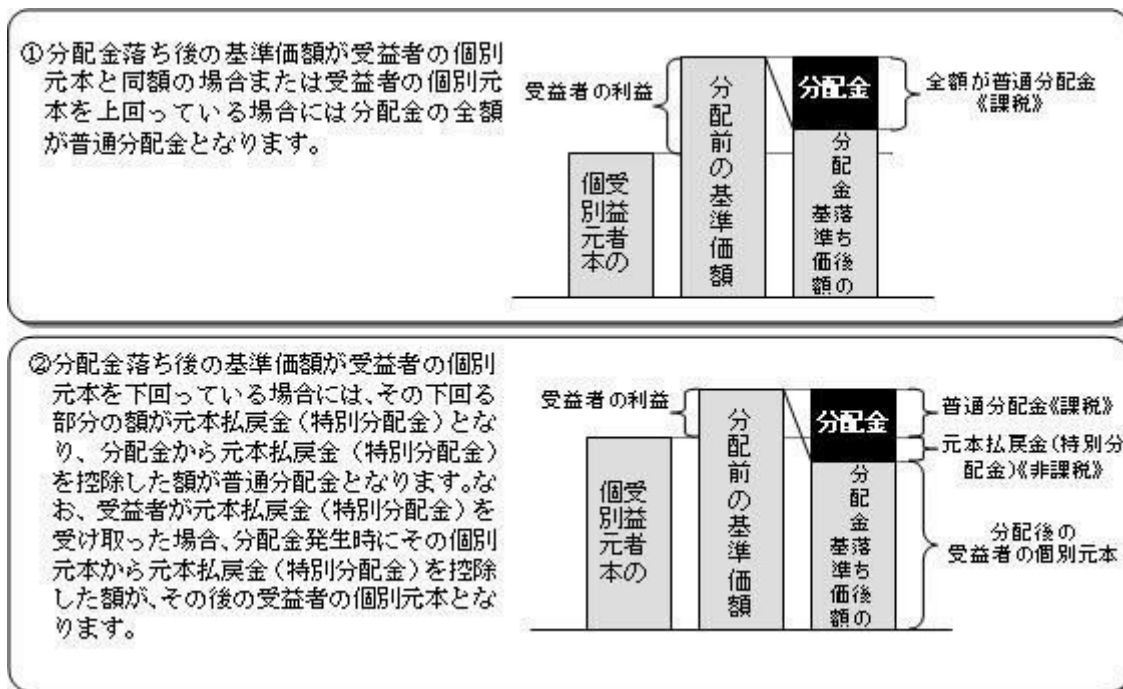 ①分配金落ち後の基準価額が受益者の個別
元本と同額の場合または受益者の個別元
本を上回っている場合には分配金の全額
が普通分配金となります。
受益者の利益
受益者の
個別元本
分配前の基準価額
分配金
分配金落ち後の
基準価額
全額が普通分配金
《課税》
②分配金落ち後の基準価額が受益者の個別
元本を下回っている場合には、その下回る
部分の額が元本払戻金(特別分配金)とな
り、分配金から元本払戻金(特別分配金)
を控除した額が普通分配金となります。な
お、受益者が元本払戻金(特別分配金)を
受け取った場合、分配金発生時にその個別
元本から元本払戻金(特別分配金)を控除
した額が、その後の受益者の個別元本とな
ります。
受益者の利益
受益者の
個別元本
分配前の基準価額
分配金
分配金落ち後の
基準価額
普通分配金《課税》
元本払戻金(特別分
配金)《非課税》
分配後の
受益者の個別元本